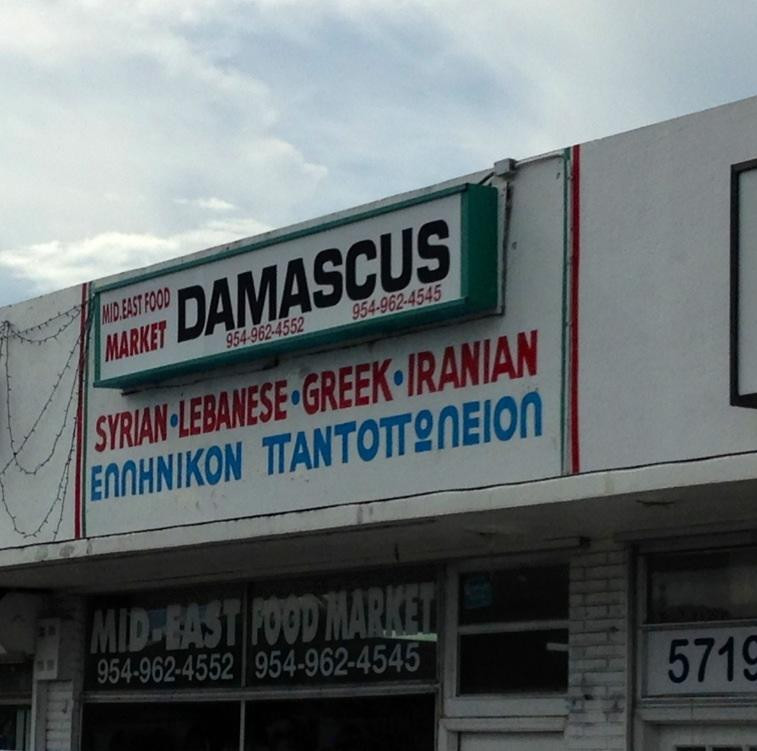 MID.EAST FOOD
MARKET
DAMASCUS
954-962-4552
954-962-4545
SYRIAN•LEBANESE•GREEK•IRANIAN
ΕΛΛΗΝΙΚΟΝ ΠΑΝΤΟΠΩΛΕΙΟΝ
MID-EAST FOOD MARKET
954-962-4552 954-962-4545
5719